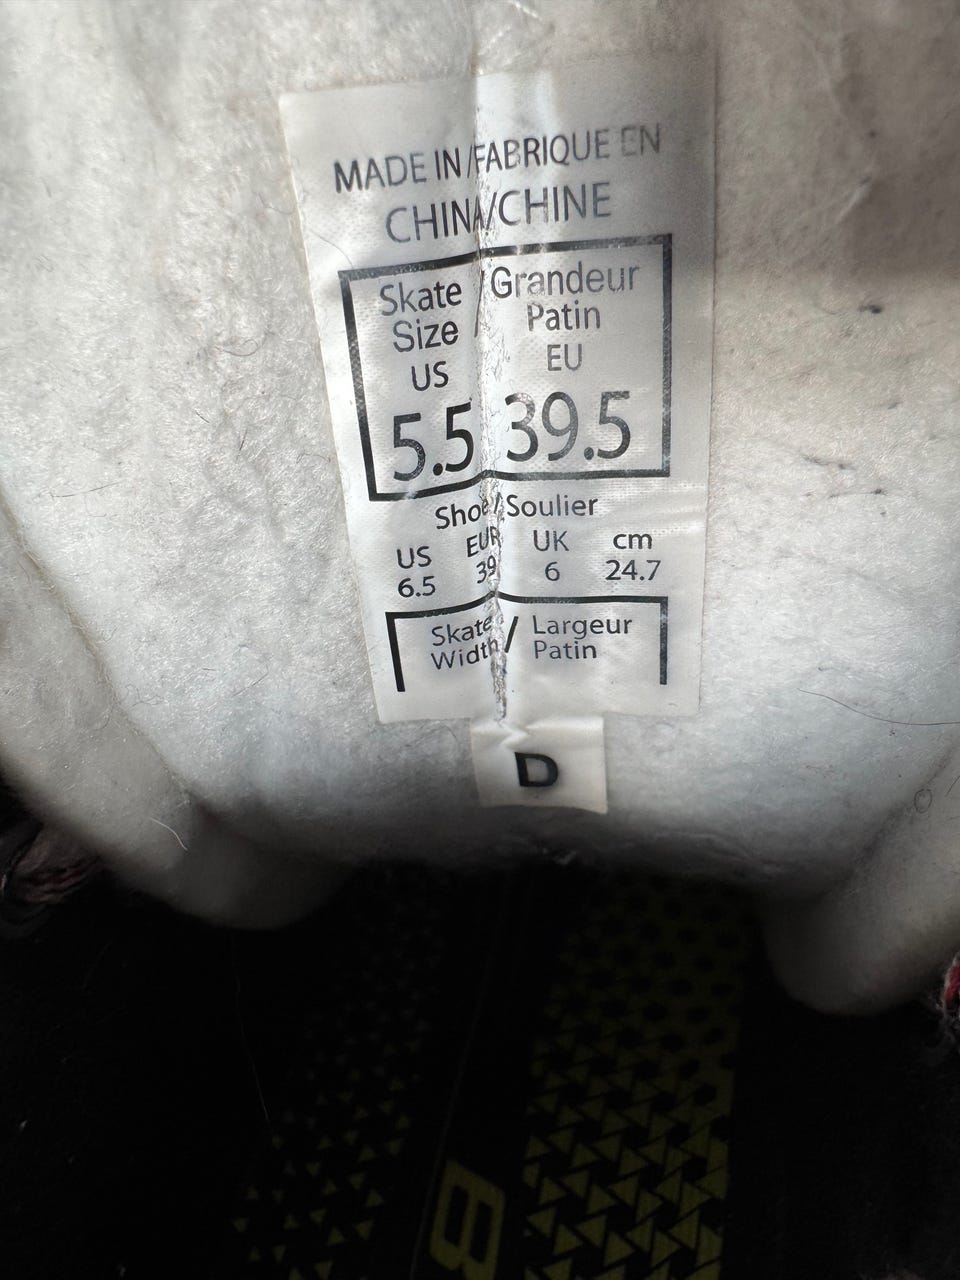 MADE IN/FABRIQUE EN
CHINA/CHINE
Skate Size / Grandeur Patin
US EU
5.5 39.5
Shoe/Soulier
US EUR UK cm
6.5 39 6 24.7
Skate Width / Largeur Patin
D